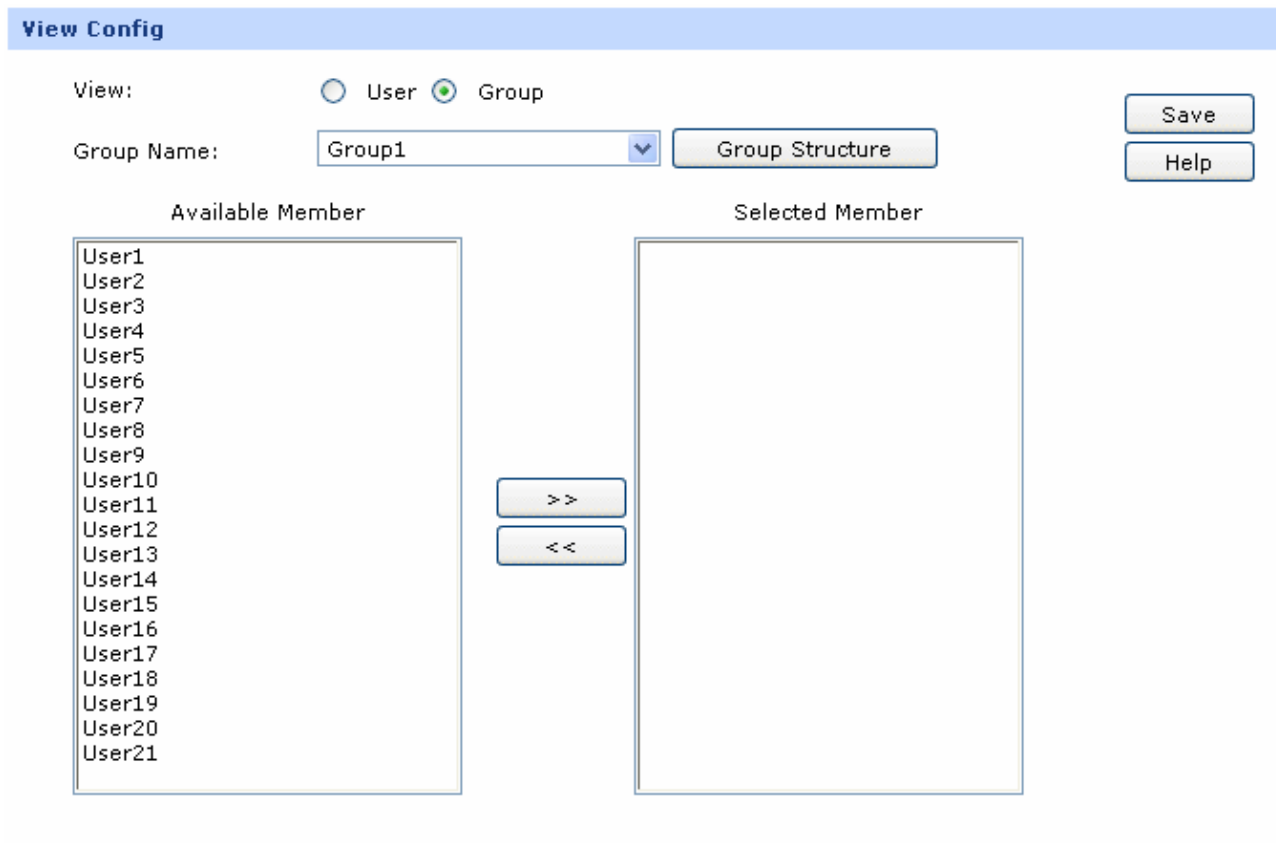 View Config
View: User Group
Save
Group Name: Group1 Group Structure
Help
Available Member Selected Member
User1
User2
User3
User4
User5
User6
User7
User8
User9
User10
User11
User12
User13
User14
User15
User16
User17
User18
User19
User20
User21
>>
<<